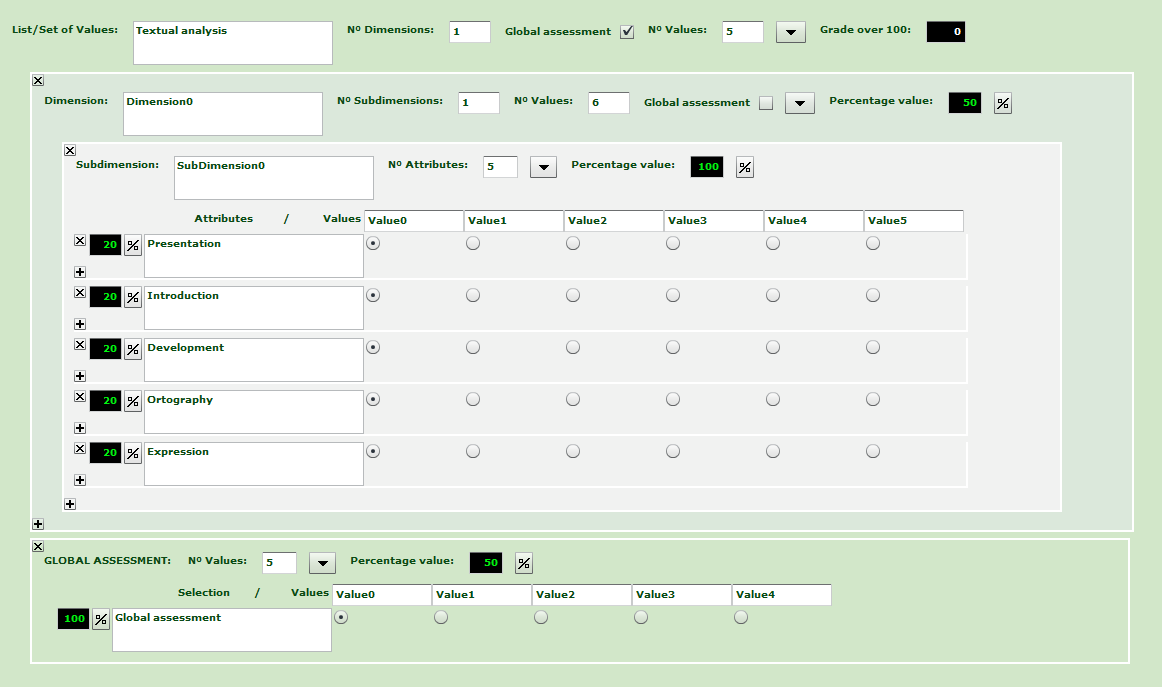 List/Set of Values: Textual analysis Nº Dimensions: 1 Global assessment Nº Values: 5 Grade over 100: 0
Dimension: Dimension0 Nº Subdimensions: 1 Nº Values: 6 Global assessment Percentage value: 50 %
Subdimension: SubDimension0 Nº Attributes: 5 Percentage value: 100 %
Attributes / Values Value0 Value1 Value2 Value3 Value4 Value5
20 % Presentation
20 % Introduction
20 % Development
20 % Ortography
20 % Expression
GLOBAL ASSESSMENT: Nº Values: 5 Percentage value: 50 %
Selection / Values Value0 Value1 Value2 Value3 Value4
100 % Global assessment